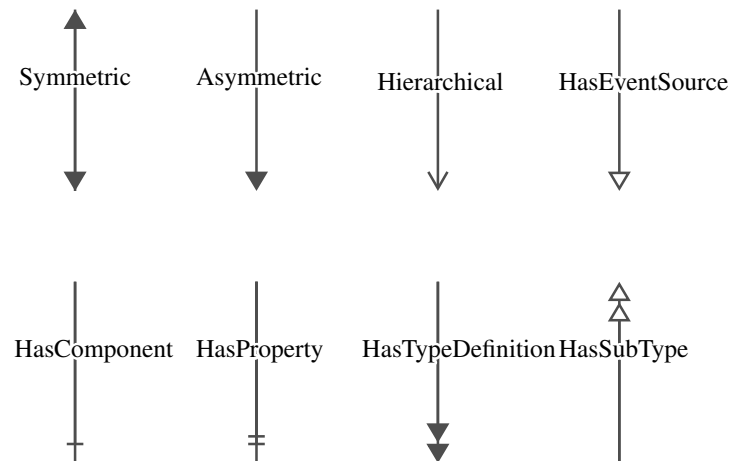 Symmetric
Asymmetric
Hierarchical
HasEventSource
HasComponent
HasProperty
HasTypeDefinition
HasSubType